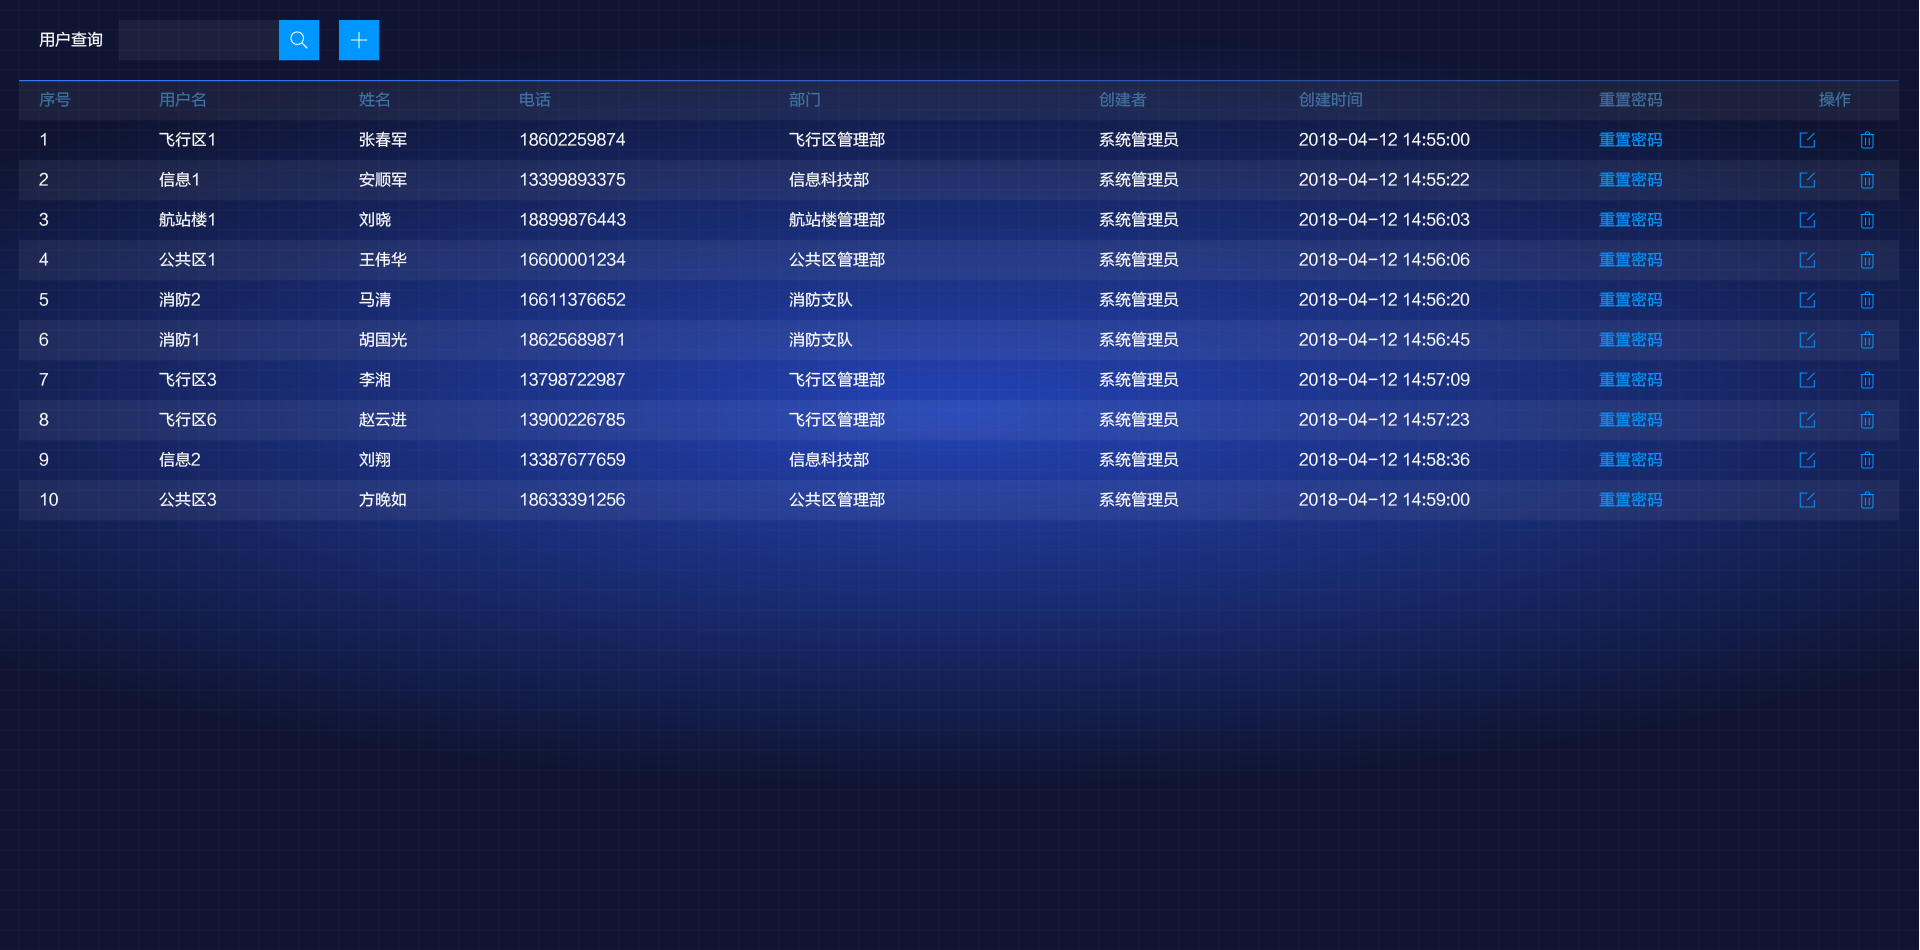 用户查询
序号 用户名 姓名 电话 部门 创建者 创建时间 重置密码 操作
1 飞行区1 张春军 18602259874 飞行区管理部 系统管理员 2018-04-12 14:55:00 重置密码
2 信息1 安顺军 13399893375 信息科技部 系统管理员 2018-04-12 14:55:22 重置密码
3 航站楼1 刘晓 18899876443 航站楼管理部 系统管理员 2018-04-12 14:56:03 重置密码
4 公共区1 王伟华 16600001234 公共区管理部 系统管理员 2018-04-12 14:56:06 重置密码
5 消防2 马清 16611376652 消防支队 系统管理员 2018-04-12 14:56:20 重置密码
6 消防1 胡国光 18625689871 消防支队 系统管理员 2018-04-12 14:56:45 重置密码
7 飞行区3 李湘 13798722987 飞行区管理部 系统管理员 2018-04-12 14:57:09 重置密码
8 飞行区6 赵云进 13900226785 飞行区管理部 系统管理员 2018-04-12 14:57:23 重置密码
9 信息2 刘翔 13387677659 信息科技部 系统管理员 2018-04-12 14:58:36 重置密码
10 公共区3 方晚如 18633391256 公共区管理部 系统管理员 2018-04-12 14:59:00 重置密码